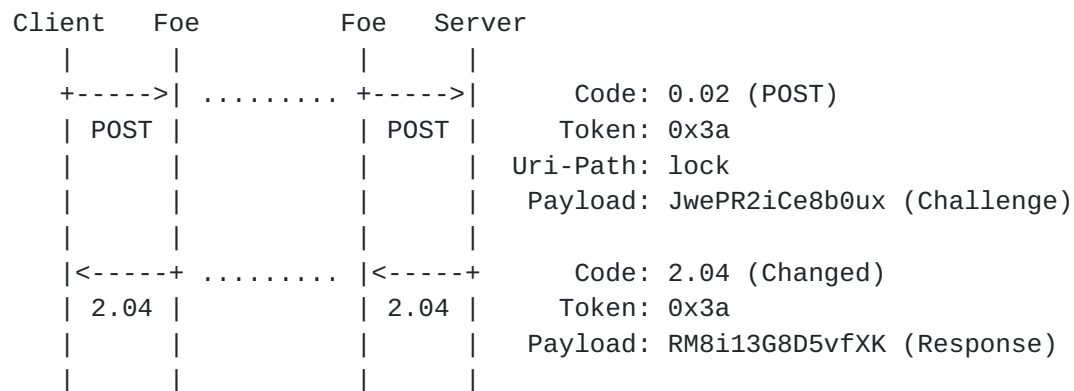 Client   Foe           Foe   Server
   |      |            |      |
   +----->| ......... +----->|      Code: 0.02 (POST)
   | POST |            | POST |     Token: 0x3a
   |      |            |      |  Uri-Path: lock
   |      |            |      |   Payload: JwePR2iCe8b0ux (Challenge)
   |      |            |      |
   |<-----+ ......... |<-----+      Code: 2.04 (Changed)
   | 2.04 |            | 2.04 |     Token: 0x3a
   |      |            |      |   Payload: RM8i13G8D5vfXK (Response)
   |      |            |      |